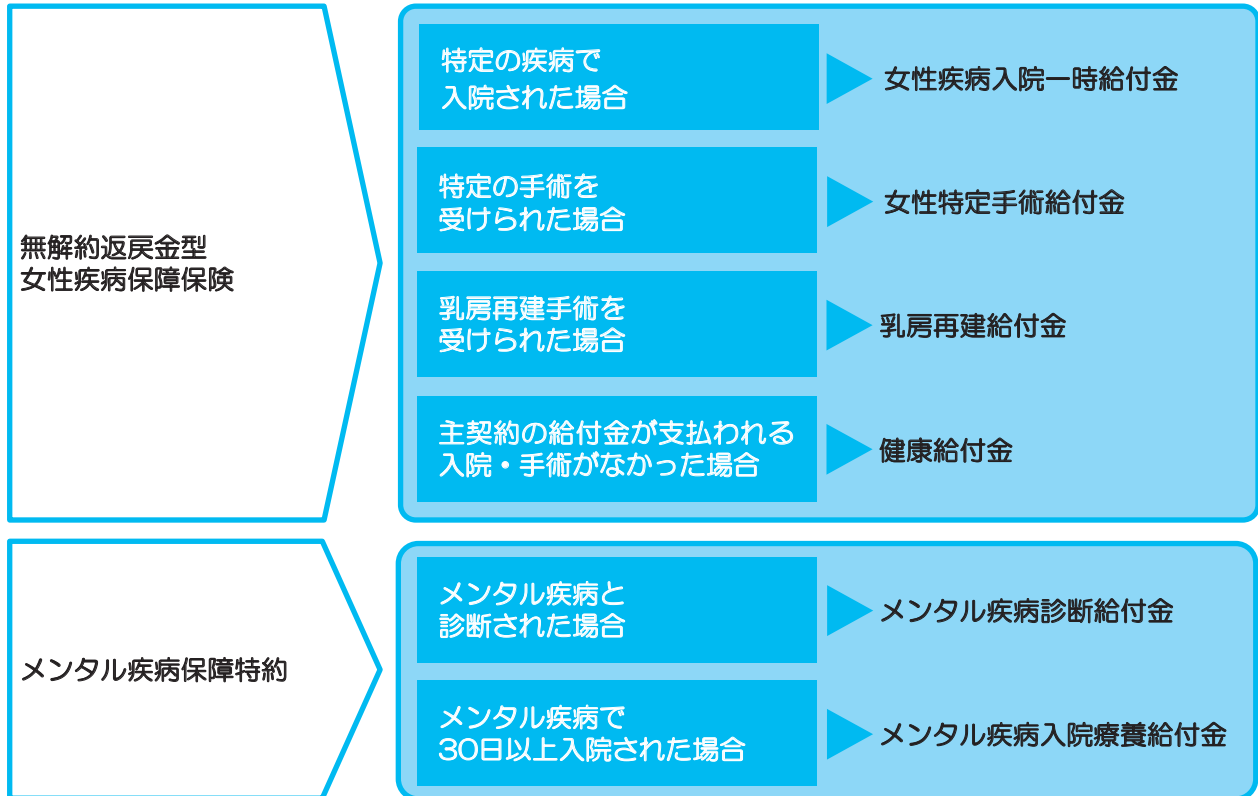 無解約返戻金型
女性疾病保障保険
特定の疾病で
入院された場合
女性疾病入院一時給付金
特定の手術を
受けられた場合
女性特定手術給付金
乳房再建手術を
受けられた場合
乳房再建給付金
主契約の給付金が支払われる
入院・手術がなかった場合
健康給付金
メンタル疾病保障特約
メンタル疾病と
診断された場合
メンタル疾病診断給付金
メンタル疾病で
30日以上入院された場合
メンタル疾病入院療養給付金